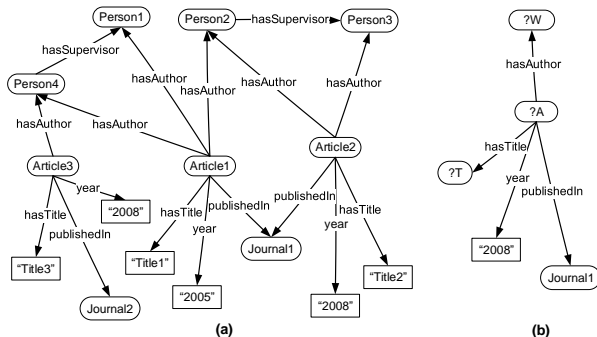 Person1
Person2
hasSupervisor
Person3
?W
hasSupervisor
Person4
hasAuthor
hasAuthor
hasAuthor
hasAuthor
hasAuthor
hasAuthor
hasAuthor
?A
Article3
Article1
Article2
year
hasTitle
"2008"
publishedIn
hasTitle
year
publishedIn
publishedIn
year
hasTitle
hasTitle
?T
year
publishedIn
"Title3"
"Title1"
Journal1
"2008"
"Title2"
Journal1
Journal2
"2005"
"2008"
(a)
(b)